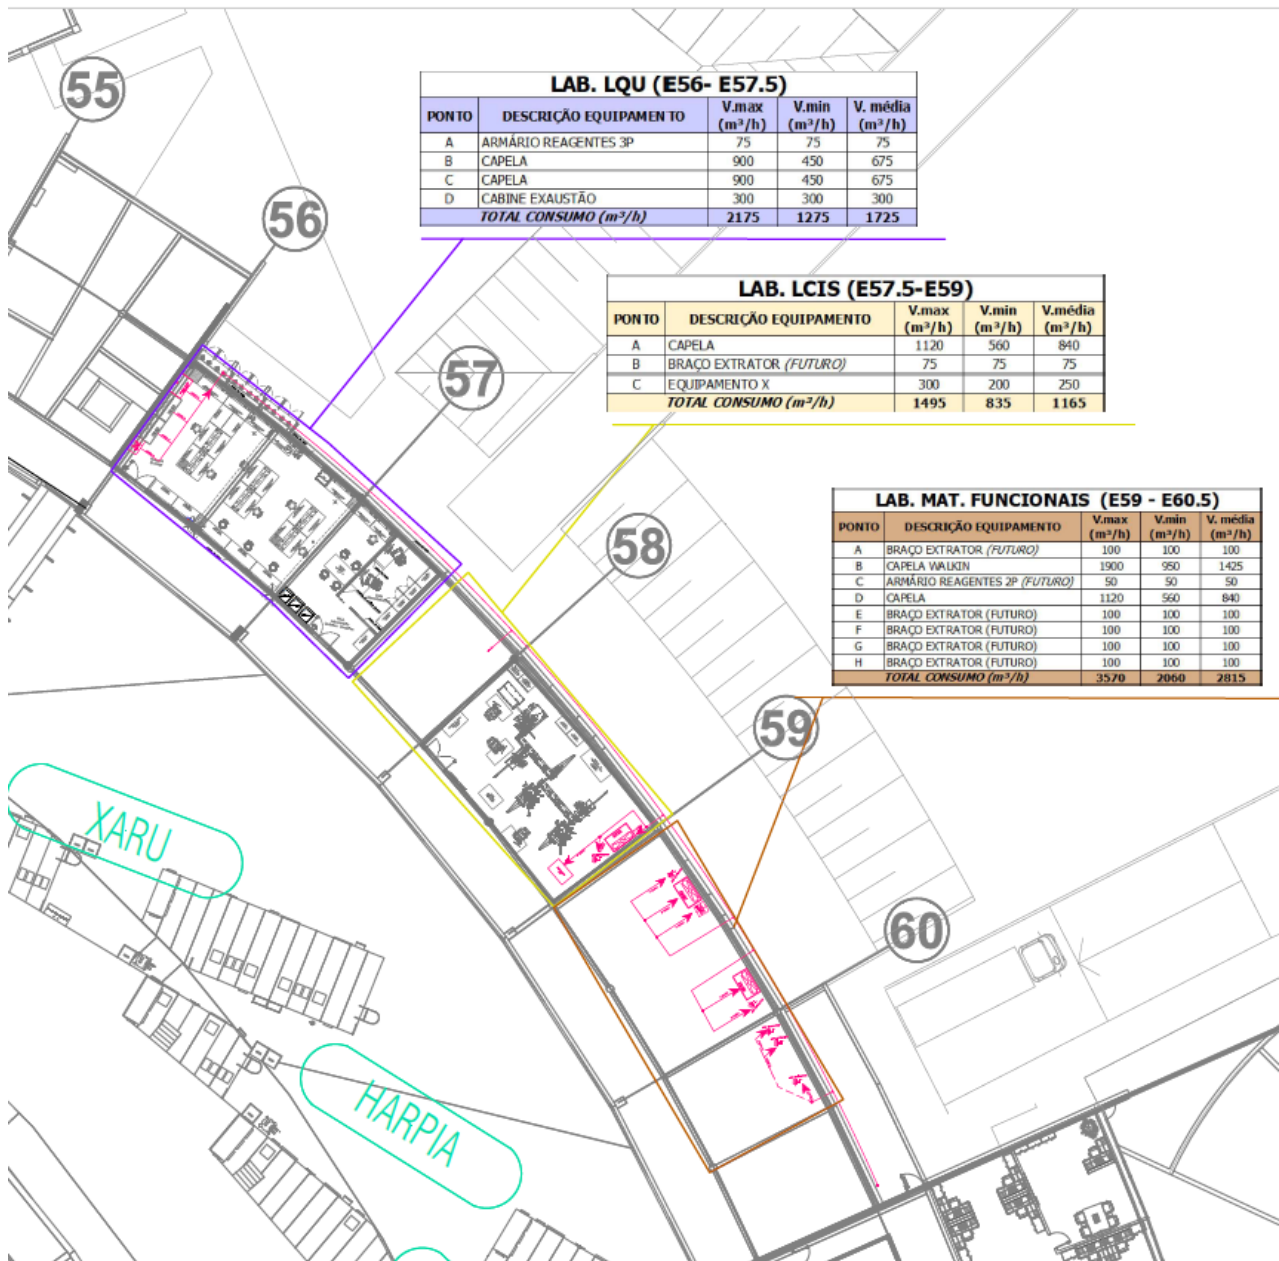 55
LAB. LQU (E56- E57.5)
PONTO DESCRIÇÃO EQUIPAMENTO V.max (m³/h) V.min (m³/h) V. média (m³/h)
A ARMÁRIO REAGENTES 3P 75 75 75
B CAPELA 900 450 675
C CAPELA 900 450 675
D CABINE EXAUSTÃO 300 300 300
TOTAL CONSUMO (m³/h) 2175 1275 1725
56
LAB. LCIS (E57.5-E59)
PONTO DESCRIÇÃO EQUIPAMENTO V.max (m³/h) V.min (m³/h) V.média (m³/h)
A CAPELA 1120 560 840
B BRAÇO EXTRATOR (FUTURO) 75 75 75
C EQUIPAMENTO X 300 200 250
TOTAL CONSUMO (m³/h) 1495 835 1165
57
LAB. MAT. FUNCIONAIS (E59 - E60.5)
PONTO DESCRIÇÃO EQUIPAMENTO V.max (m³/h) V.min (m³/h) V. média (m³/h)
A BRAÇO EXTRATOR (FUTURO) 100 100 100
B CAPELA WALKIN 1900 950 1425
C ARMÁRIO REAGENTES 2P (FUTURO) 50 50 50
D CAPELA 1120 560 840
E BRAÇO EXTRATOR (FUTURO) 100 100 100
F BRAÇO EXTRATOR (FUTURO) 100 100 100
G BRAÇO EXTRATOR (FUTURO) 100 100 100
H BRAÇO EXTRATOR (FUTURO) 100 100 100
TOTAL CONSUMO (m³/h) 3570 2060 2815
58
59
XARU
60
HARPIA